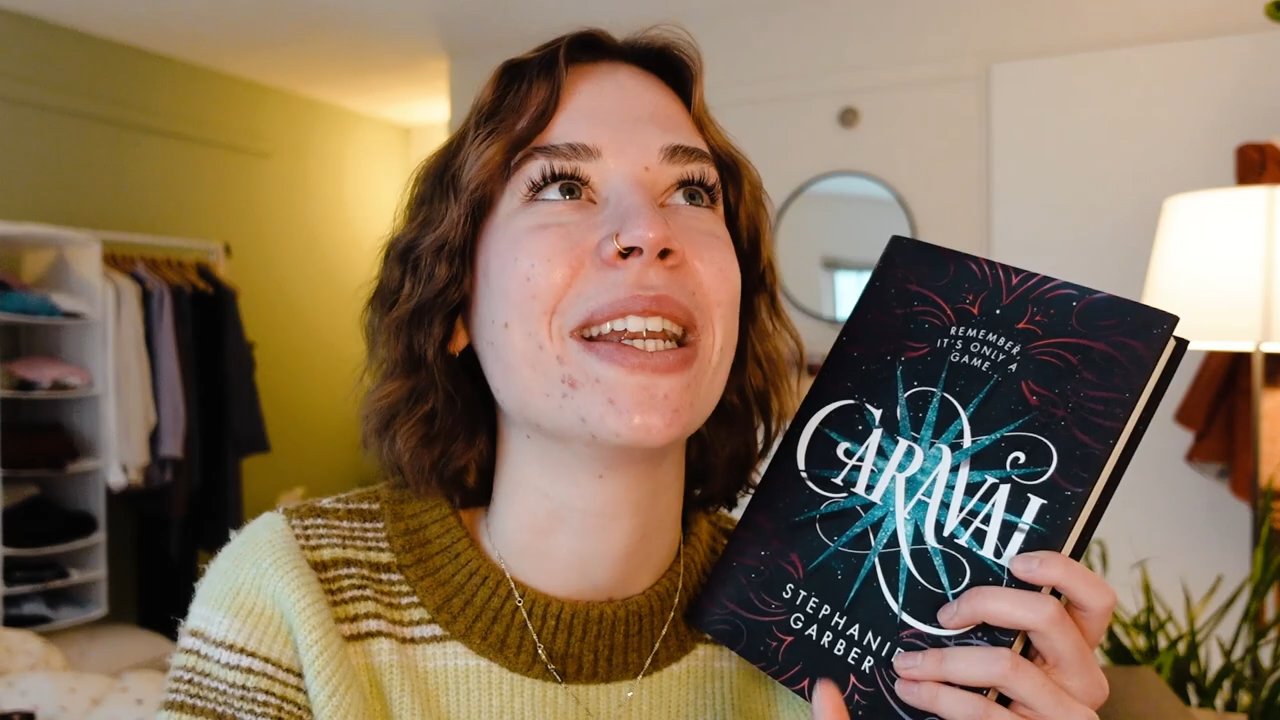 REMEMBER,
IT'S ONLY A
GAME
CARAVAL
STEPHANIE
GARBER